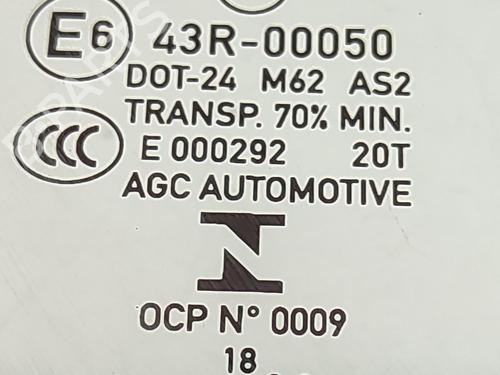 E6 43R-00050
DOT-24 M62 AS2
TRANSP. 70% MIN.
CCC E 000292 20T
AGC AUTOMOTIVE
OCP N° 0009
18